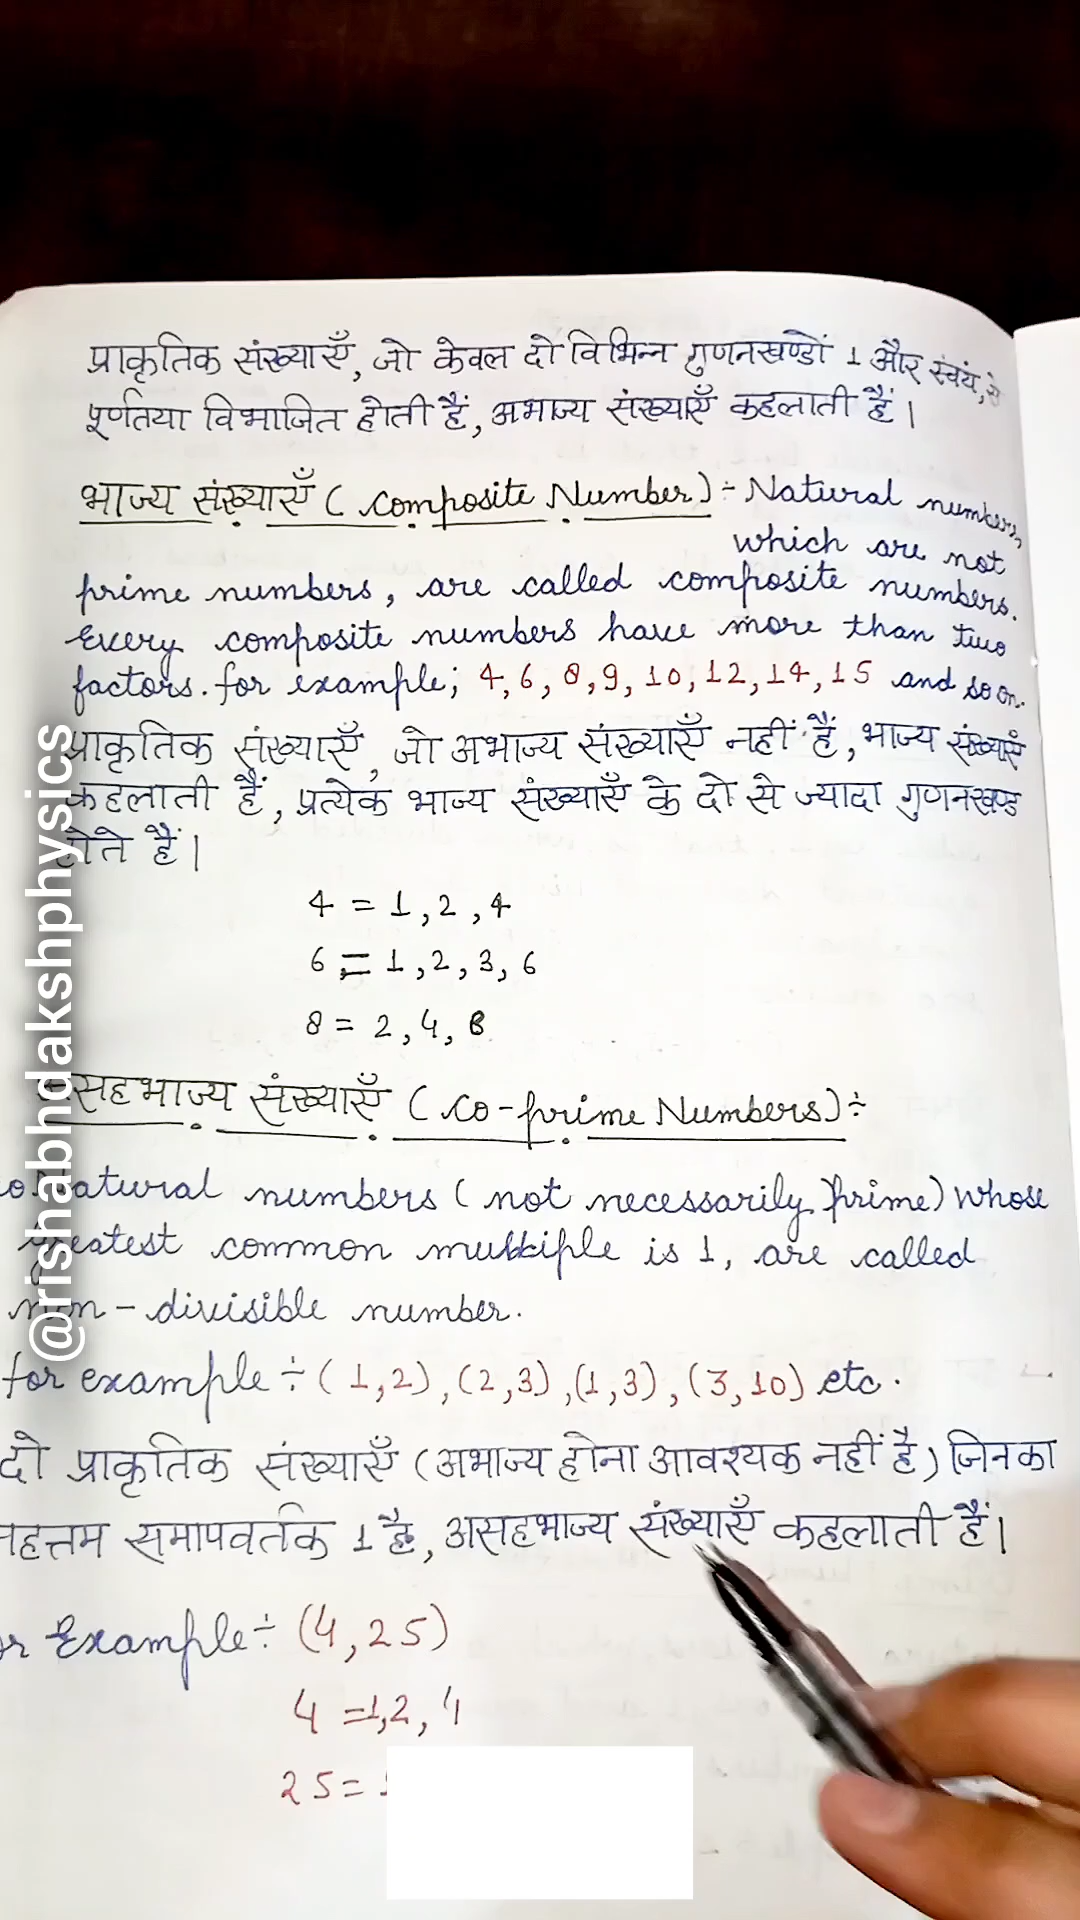 प्राकृतिक संख्याएँ, जो केवल दो विभिन्न गुणनखण्डों 1 और स्वयं, से
पूर्णतया विभाजित होती हैं, अभाज्य संख्याएँ कहलाती हैं।
भाज्य संख्याएँ ( Composite Number) ÷ Natural numbers,
which are not
prime numbers, are called composite numbers.
Every composite numbers have more than two
factors. for example; 4, 6, 8, 9, 10, 12, 14, 15 and so on.
प्राकृतिक संख्याएँ, जो अभाज्य संख्याएँ नहीं हैं, भाज्य संख्याएँ
कहलाती हैं, प्रत्येक भाज्य संख्याएँ के दो से ज्यादा गुणनखण्ड
होते हैं।
4 = 1, 2, 4
6 = 1, 2, 3, 6
8 = 2, 4, 8
सहभाज्य संख्याएँ ( Co-prime Numbers) ÷
Natural numbers ( not necessarily prime) whose
greatest common multiple is 1, are called
non-divisible number.
for example ÷ ( 1,2), (2,3), (1,3), (3,10) etc.
दो प्राकृतिक संख्याएँ (अभाज्य होना आवश्यक नहीं है) जिनका
समापवर्तक 1 है, असहभाज्य संख्याएँ कहलाती हैं।
Example ÷ (4,25)
4 =1,2, 4
25=
@rishabhdakshphysics